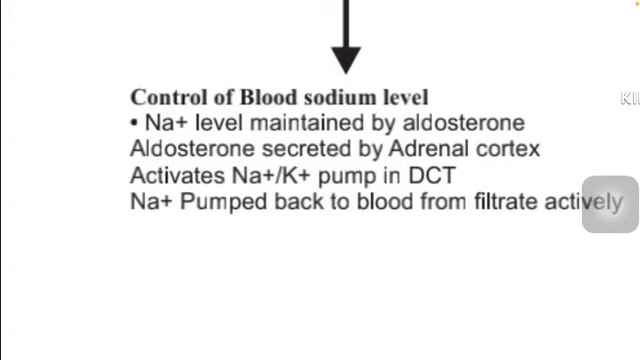 Control of Blood sodium level
• Na+ level maintained by aldosterone
Aldosterone secreted by Adrenal cortex
Activates Na+/K+ pump in DCT
Na+ Pumped back to blood from filtrate actively